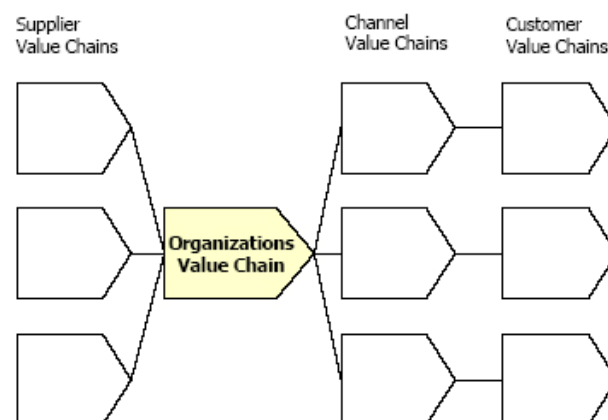 Supplier
Value Chains
Channel
Value Chains
Customer
Value Chains
Organizations
Value Chain